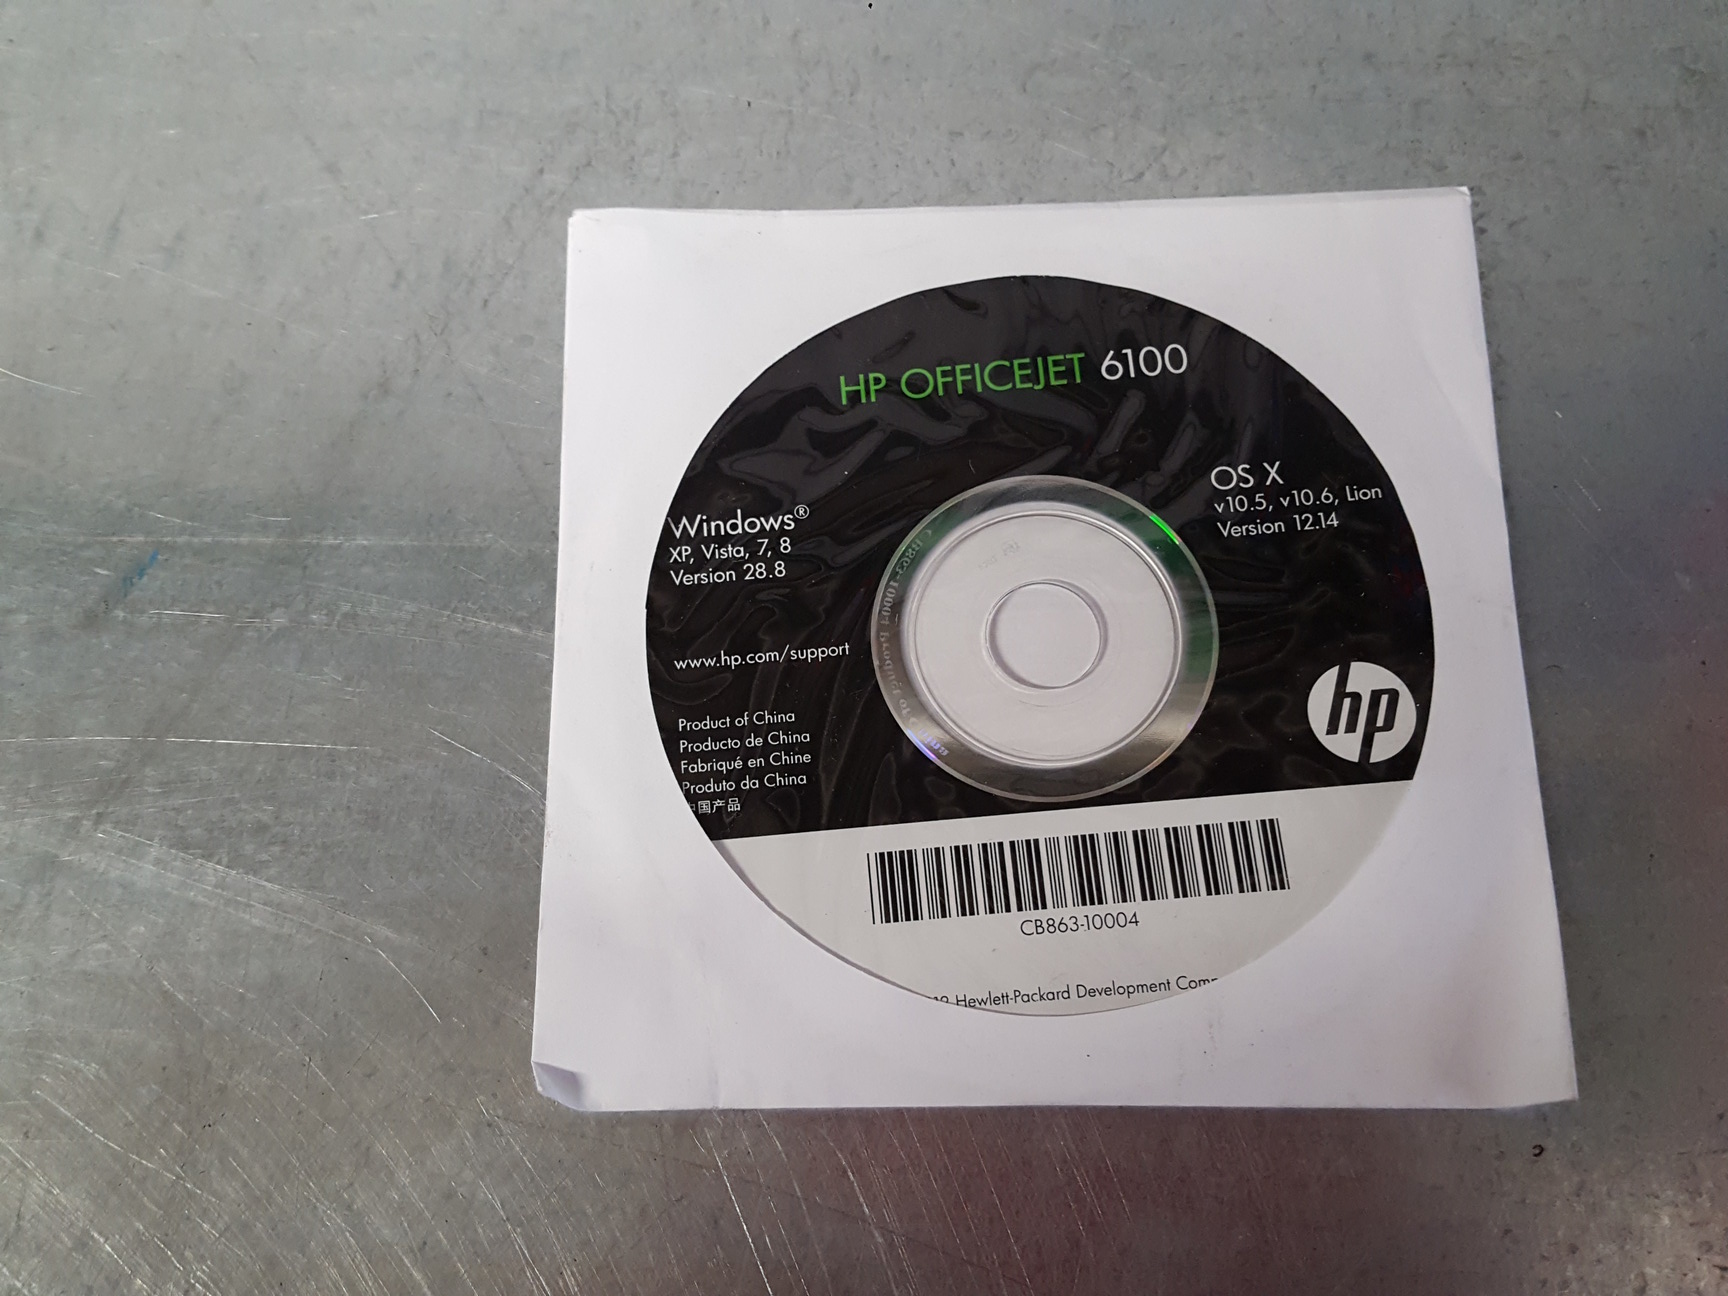 HP OFFICEJET 6100
OS X
v10.5, v10.6, Lion
Version 12.14
Windows®
XP, Vista, 7, 8
Version 28.8
www.hp.com/support
hp
Product of China
Producto de China
Fabriqué en Chine
Produto da China
国产品
CB863-10004
Hewlett-Packard Development